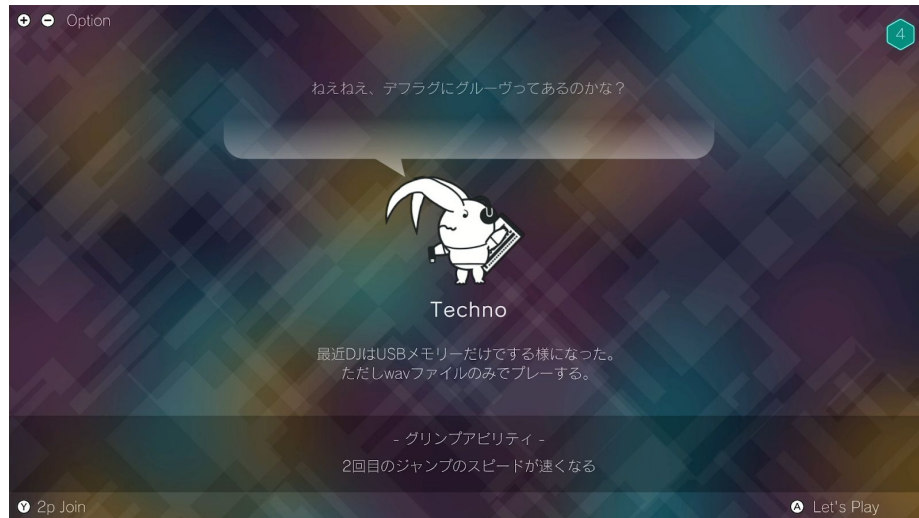 + - Option
4
ねえねえ、デフラグにグルーヴってあるのかな？
Techno
最近DJはUSBメモリーだけでする様になった。
ただしwavファイルのみでプレーする。
- グリンプアビリティ -
2回目のジャンプのスピードが速くなる
Y 2p Join
A Let's Play